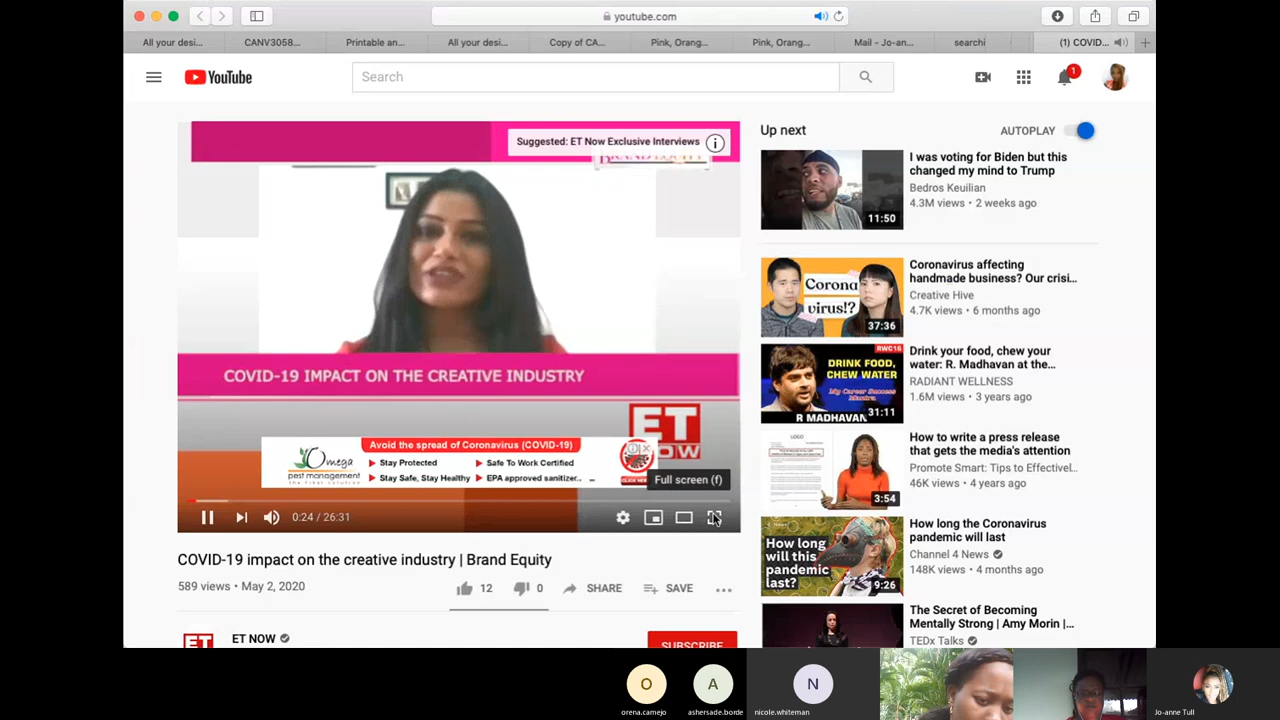 youtube.com
All your desi...
CANV3058...
Printable an...
All your desi...
Copy of CA...
Pink, Orang...
Pink, Orang...
Mail - Jo-an...
searchi
(1) COVID...
YouTube
Search
1
Suggested: ET Now Exclusive Interviews
COVID-19 IMPACT ON THE CREATIVE INDUSTRY
ET
NOW
Avoid the spread of Coronavirus (COVID-19)
Omega
pest management
Stay Protected
Safe To Work Certified
Stay Safe, Stay Healthy
EPA approved sanitizer..
Full screen (f)
0:24 / 26:31
COVID-19 impact on the creative industry | Brand Equity
589 views • May 2, 2020
12
0
SHARE
SAVE
ET
ET NOW
SUBSCRIBE
Up next
AUTOPLAY
I was voting for Biden but this
changed my mind to Trump
Bedros Keuilian
4.3M views • 2 weeks ago
11:50
Corona
virus!?
37:36
Coronavirus affecting
handmade business? Our crisi...
Creative Hive
4.7K views • 6 months ago
RWC16
DRINK FOOD,
CHEW WATER
My Career Success
Mantra
R MADHAVAN
31:11
Drink your food, chew your
water: R. Madhavan at the...
RADIANT WELLNESS
1.6M views • 3 years ago
LOGO
3:54
How to write a press release
that gets the media's attention
Promote Smart: Tips to Effectivel...
46K views • 4 years ago
How long
will this
pandemic
last?
9:26
How long the Coronavirus
pandemic will last
Channel 4 News
148K views • 4 months ago
The Secret of Becoming
Mentally Strong | Amy Morin |...
TEDx Talks
O
orena.camejo
A
ashersade.borde
N
nicole.whiteman
Jo-anne Tull